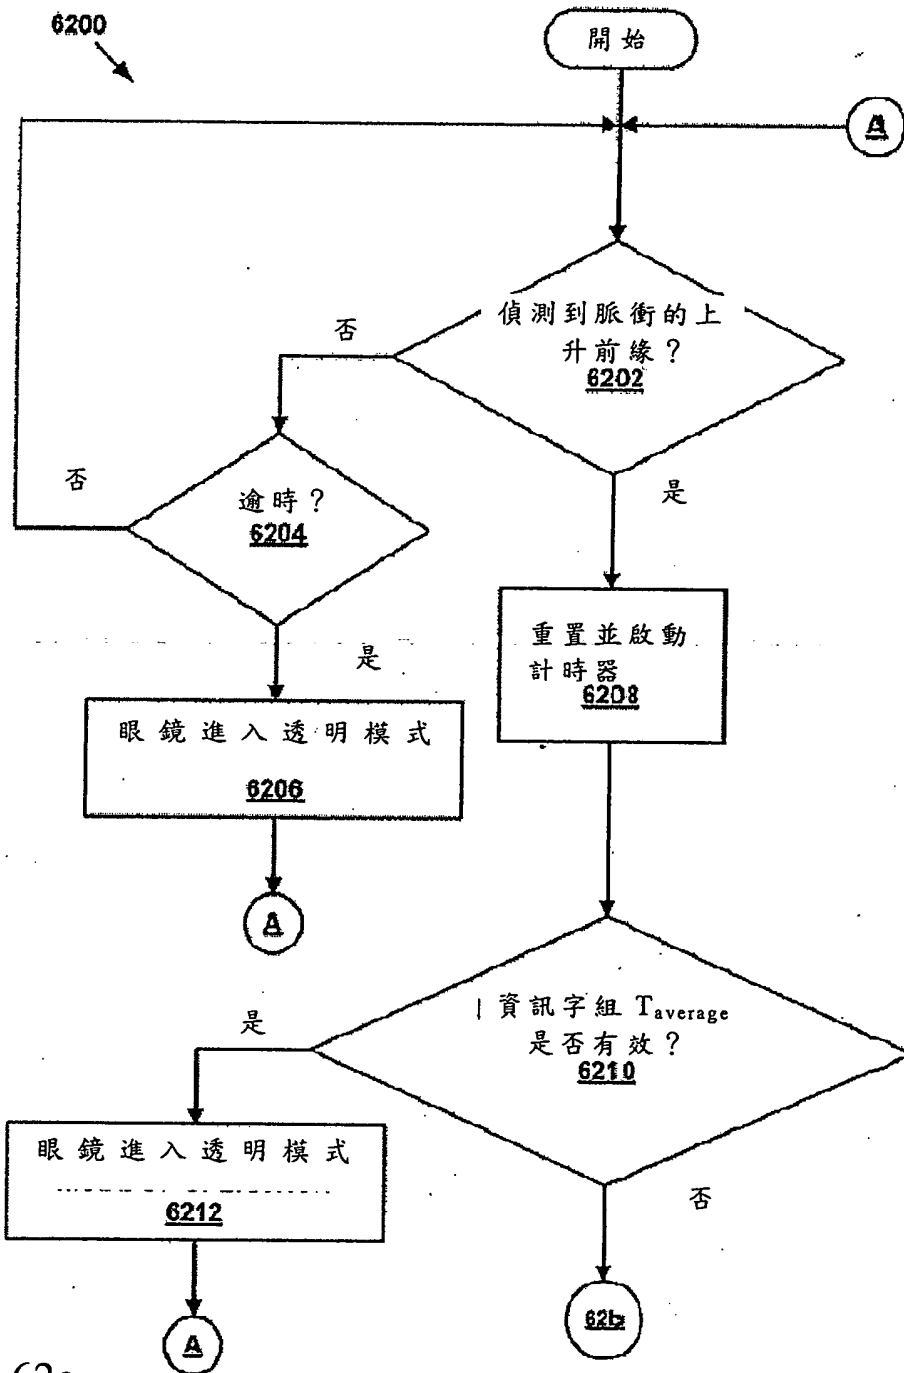 6200
開始
A
偵測到脈衝的上
升前緣？
6202
否
是
逾時？
6204
否
是
重置並啟動
計時器
6208
眼鏡進入透明模式
6206
A
資訊字組 Taverage
是否有效？
6210
是
否
眼鏡進入透明模式
6212
A
62b